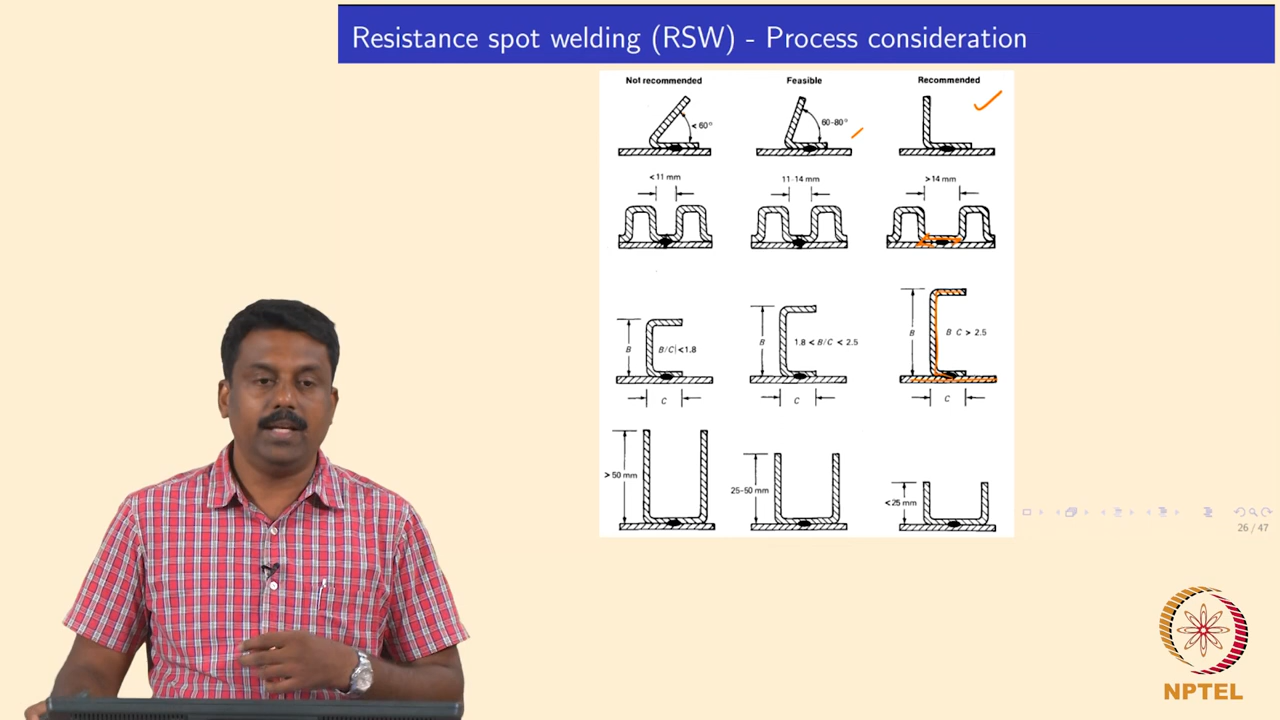 Resistance spot welding (RSW) - Process consideration
Not recommended Feasible Recommended
< 60° 60-80°
< 11 mm 11-14 mm > 14 mm
B B/C < 1.8 B 1.8 < B/C < 2.5 B B C > 2.5
C C C
> 50 mm 25-50 mm < 25 mm
26 / 47
NPTEL